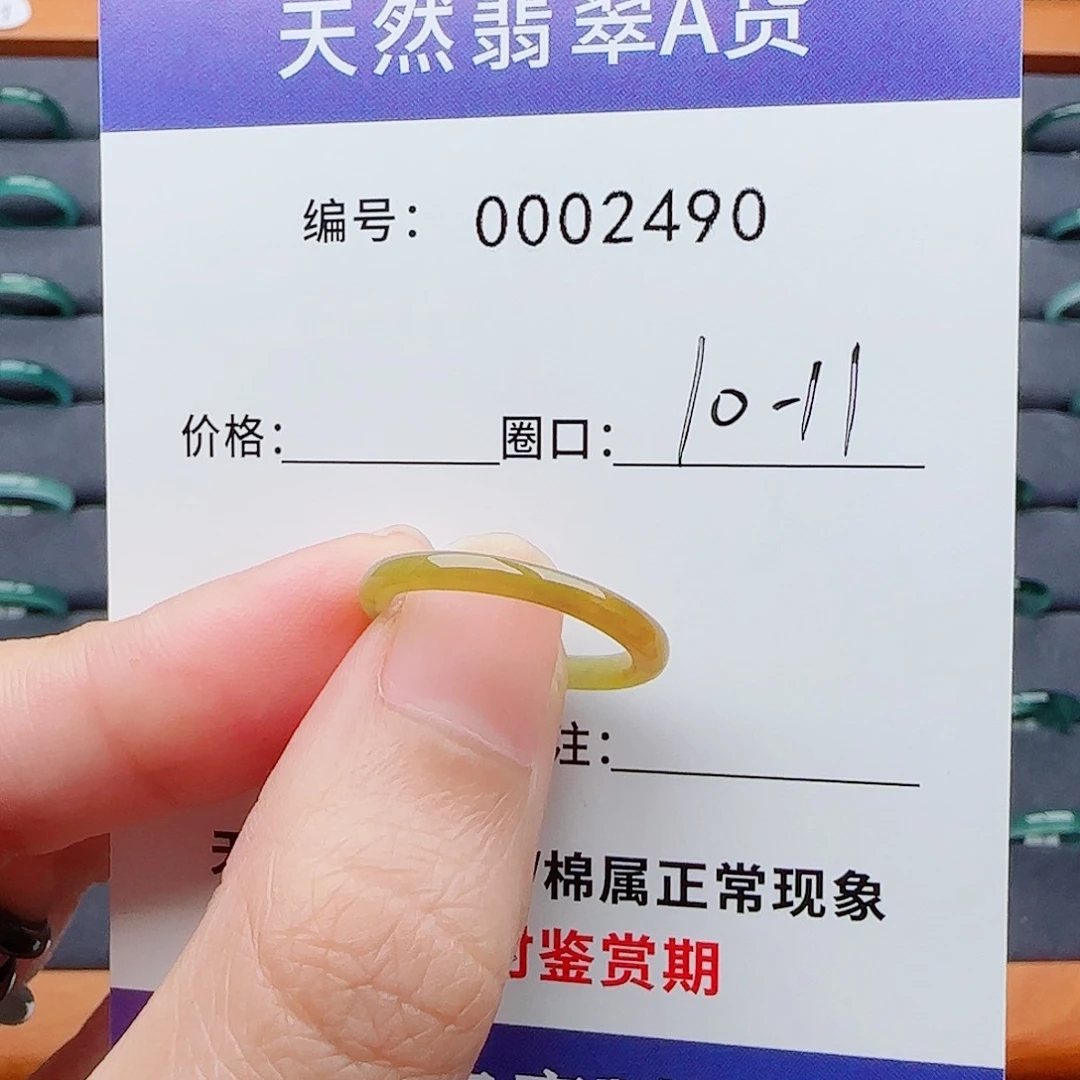 天然翡翠A货
编号：0002490
价格：
圈口：10-11
注：
/棉属正常现象
时鉴赏期